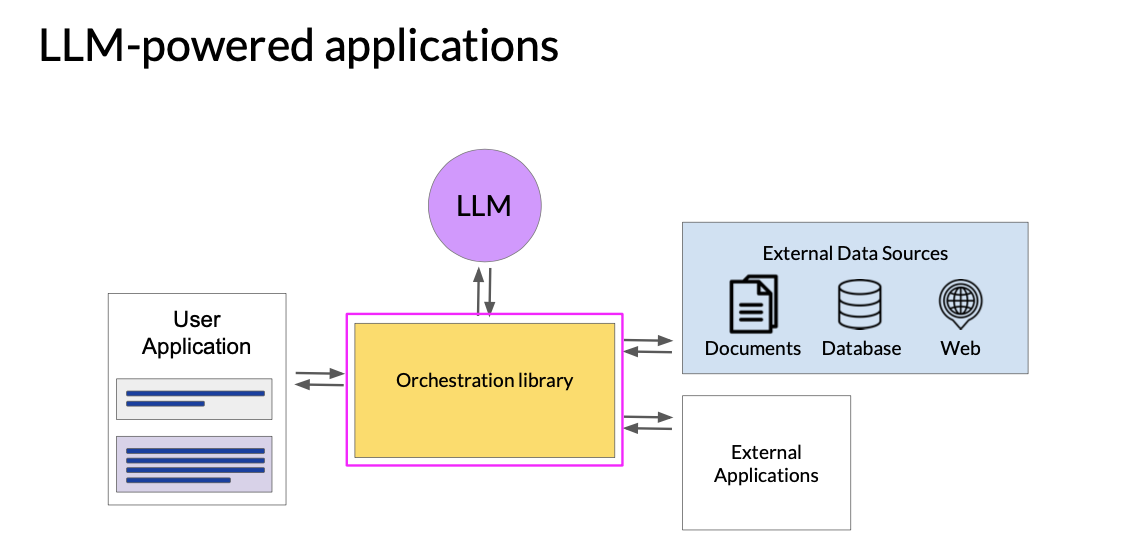 LLM-powered applications
LLM
External Data Sources
Documents
Database
Web
User
Application
Orchestration library
External
Applications